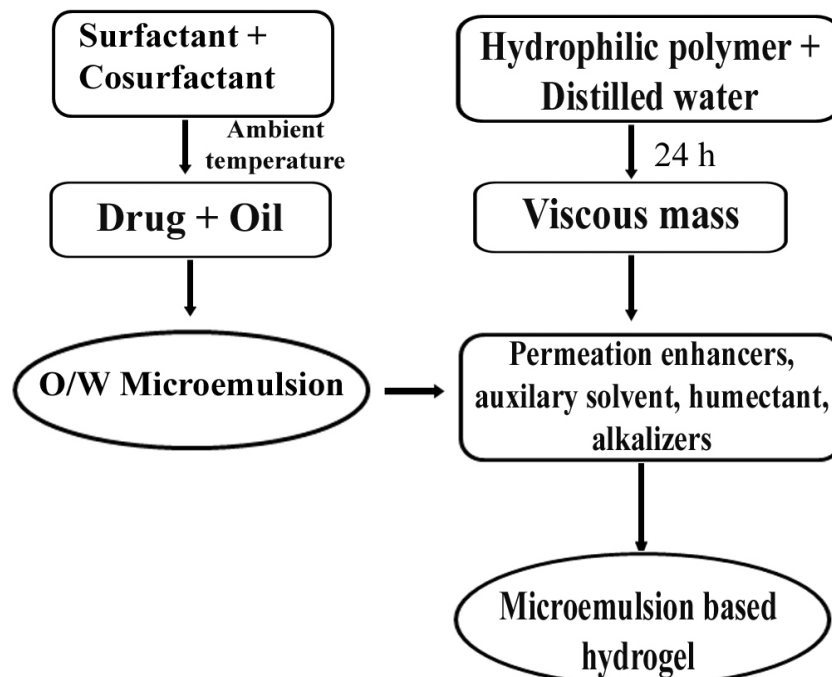 Surfactant +
Cosurfactant
Ambient
temperature
Drug + Oil
O/W Microemulsion
Hydrophilic polymer +
Distilled water
24 h
Viscous mass
Permeation enhancers,
auxilary solvent, humectant,
alkalizers
Microemulsion based
hydrogel